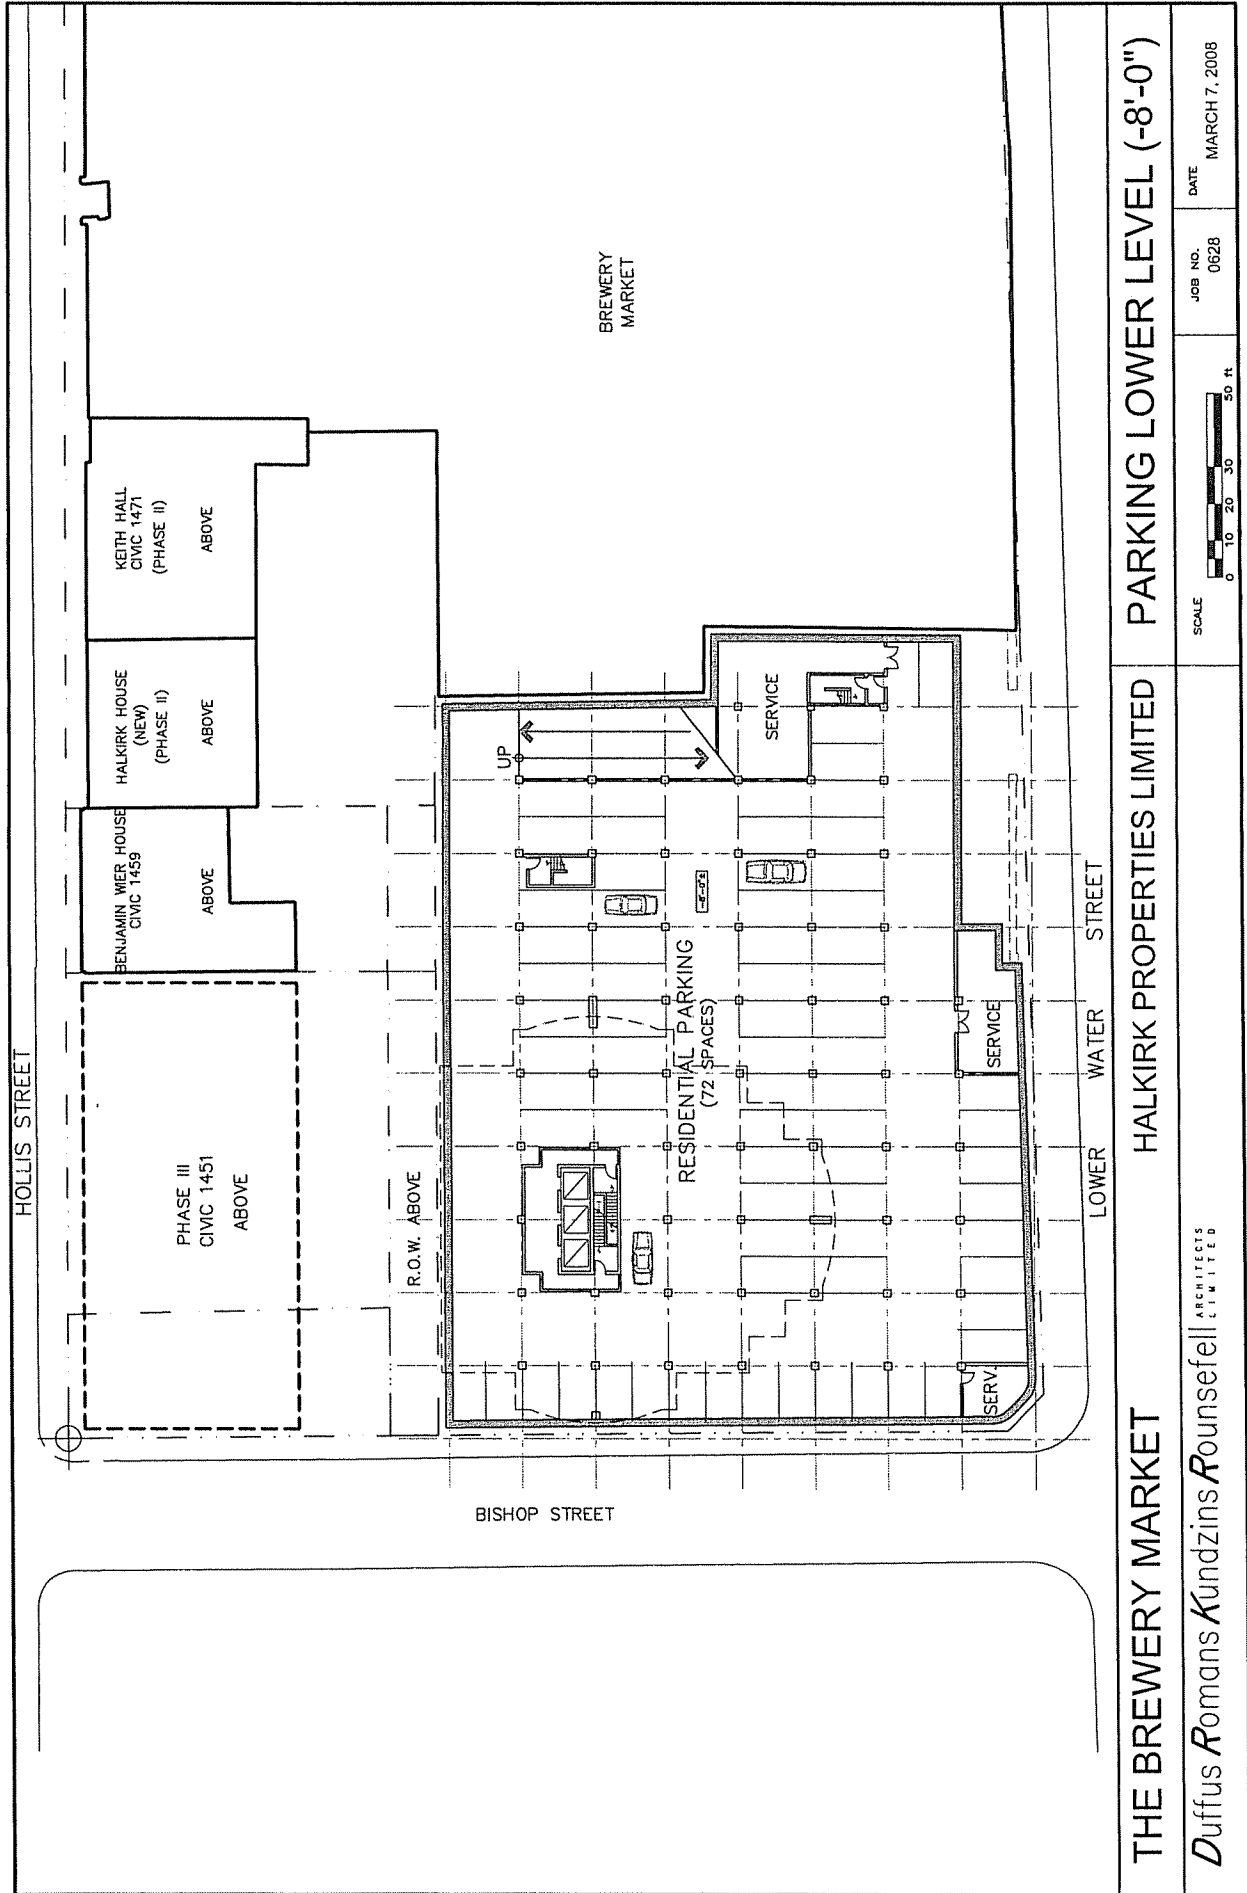 HOLLIS STREET
PHASE III
CIVIC 1451
ABOVE
BENJAMIN WIER HOUSE
CIVIC 1459
ABOVE
HALKIRK HOUSE
(NEW)
(PHASE II)
ABOVE
KEITH HALL
CIVIC 1471
(PHASE II)
ABOVE
R.O.W. ABOVE
BREWERY
MARKET
UP
SERVICE
-8'-0"±
RESIDENTIAL PARKING
(72 SPACES)
SERVICE
SERV.
BISHOP STREET
LOWER WATER STREET
THE BREWERY MARKET
HALKIRK PROPERTIES LIMITED
PARKING LOWER LEVEL (-8'-0")
Duffus Romans Kundzins Rounsefell
ARCHITECTS
LIMITED
SCALE
0 10 20 30 50 ft
JOB NO.
0628
DATE
MARCH 7, 2008